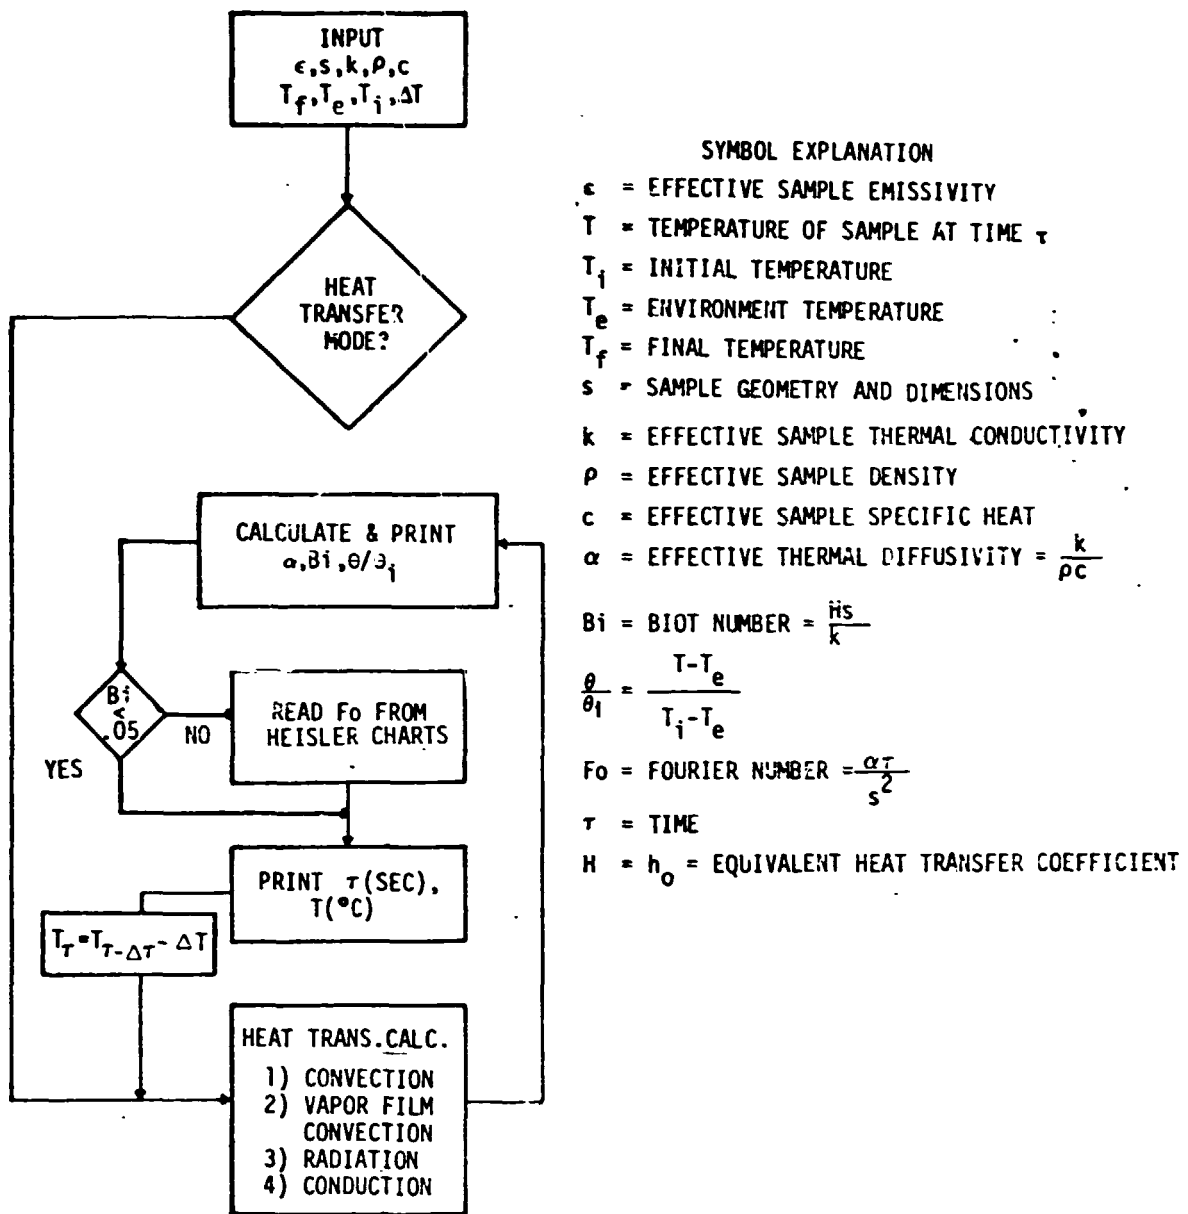 INPUT
ε,s,k,ρ,c
T_f,T_e,T_i,ΔT
HEAT
TRANSFER
MODE?
CALCULATE & PRINT
α,Bi,θ/θ_i
Bi
<
.05
NO
YES
READ Fo FROM
HEISLER CHARTS
PRINT τ(SEC),
T(°C)
T_τ=T_τ-Δτ-ΔT
HEAT TRANS.CALC.
1) CONVECTION
2) VAPOR FILM
CONVECTION
3) RADIATION
4) CONDUCTION
SYMBOL EXPLANATION
ε = EFFECTIVE SAMPLE EMISSIVITY
T = TEMPERATURE OF SAMPLE AT TIME τ
T_i = INITIAL TEMPERATURE
T_e = ENVIRONMENT TEMPERATURE
T_f = FINAL TEMPERATURE
s = SAMPLE GEOMETRY AND DIMENSIONS
k = EFFECTIVE SAMPLE THERMAL CONDUCTIVITY
ρ = EFFECTIVE SAMPLE DENSITY
c = EFFECTIVE SAMPLE SPECIFIC HEAT
α = EFFECTIVE THERMAL DIFFUSIVITY = k/ρc
Bi = BIOT NUMBER = Hs/k
θ/θ_i = T-T_e/T_i-T_e
Fo = FOURIER NUMBER = ατ/s²
τ = TIME
H = h_o = EQUIVALENT HEAT TRANSFER COEFFICIENT